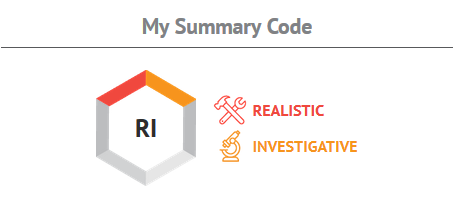 My Summary Code
RI
REALISTIC
INVESTIGATIVE